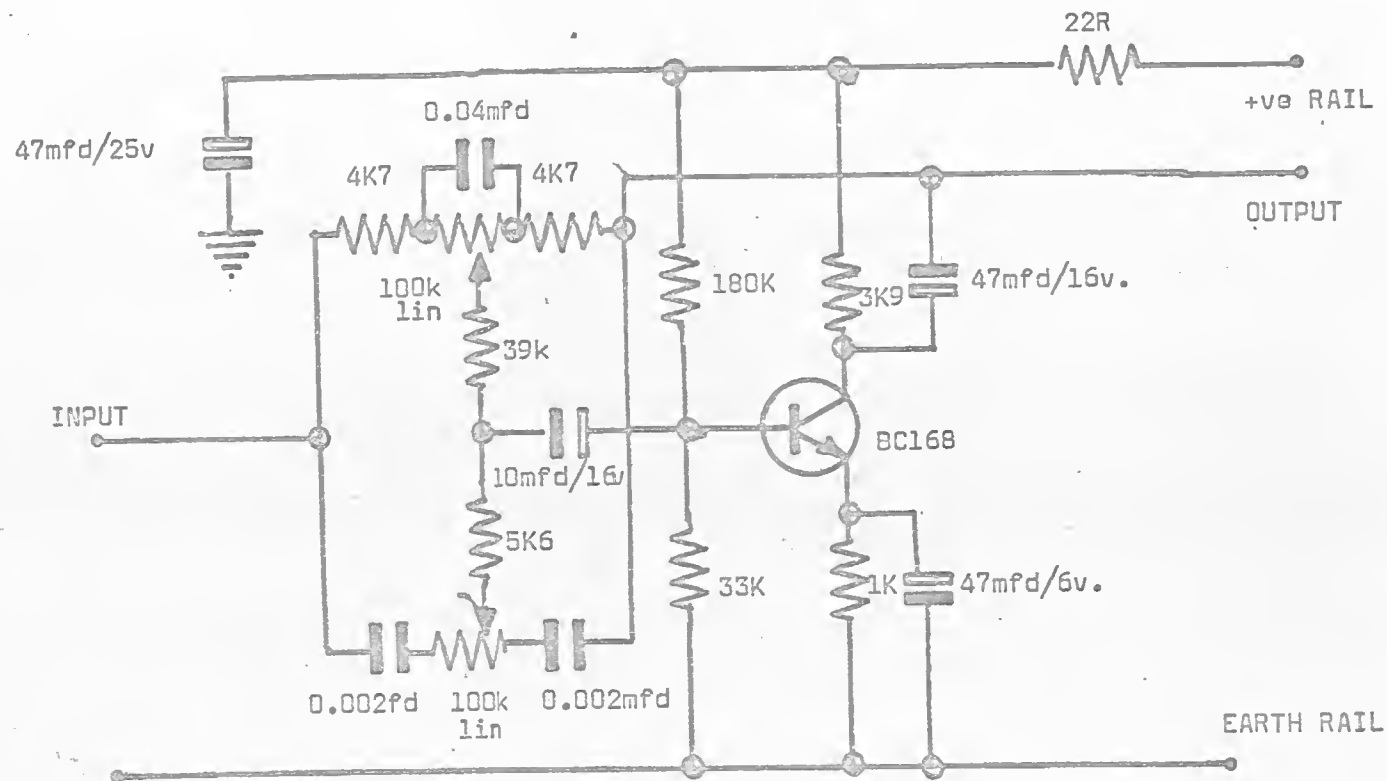 22R
+ve RAIL
0.04mfd
47mfd/25v
4K7
4K7
OUTPUT
100k
lin
180K
3K9
47mfd/16v.
39k
INPUT
BC168
10mfd/16v
5K6
33K
1K
47mfd/6v.
0.002fd
100k
lin
0.002mfd
EARTH RAIL